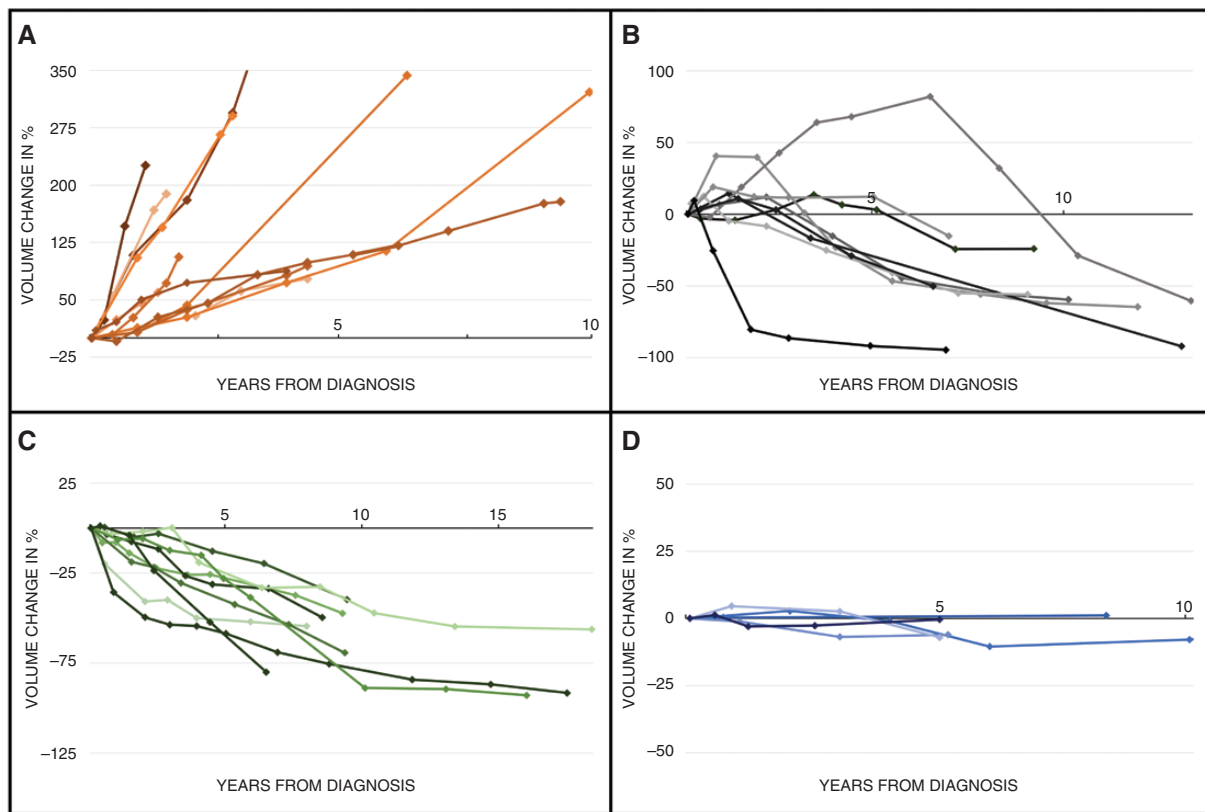 A
350
275
200
125
50
–25
5
10
VOLUME CHANGE IN %
YEARS FROM DIAGNOSIS
B
100
50
0
–50
–100
5
10
VOLUME CHANGE IN %
YEARS FROM DIAGNOSIS
C
25
–25
–75
–125
5
10
15
VOLUME CHANGE IN %
YEARS FROM DIAGNOSIS
D
50
25
0
–25
–50
5
10
VOLUME CHANGE IN %
YEARS FROM DIAGNOSIS